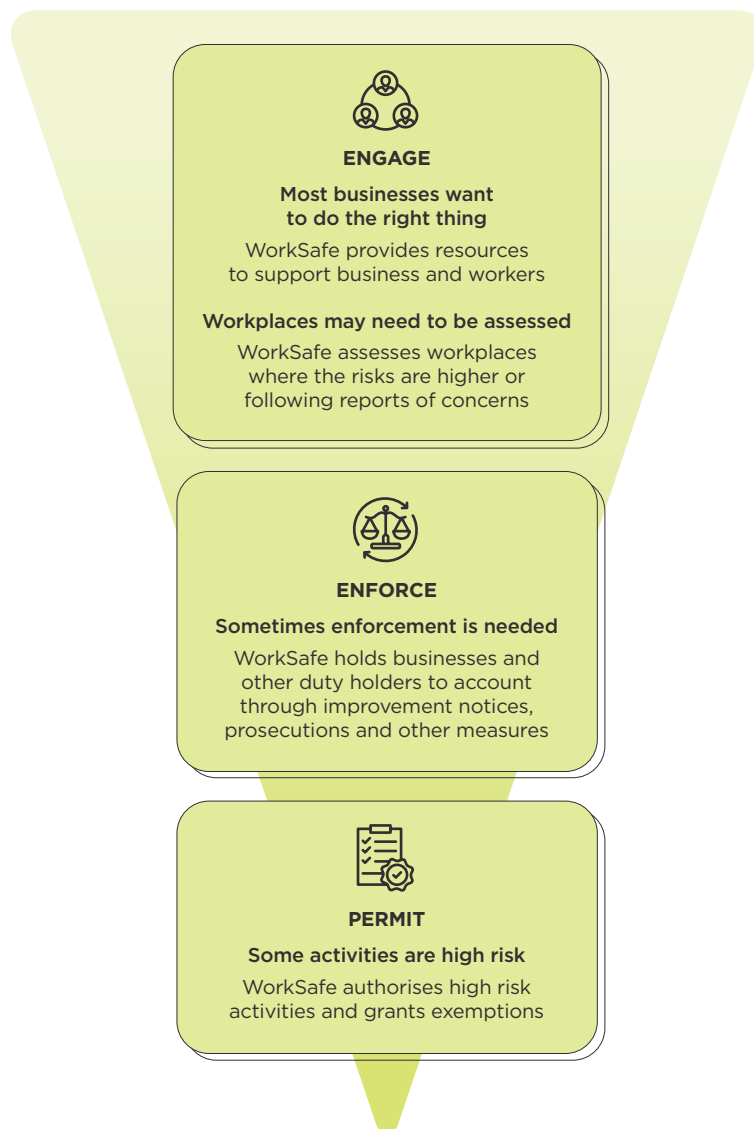 ENGAGE
Most businesses want
to do the right thing
WorkSafe provides resources
to support business and workers
Workplaces may need to be assessed
WorkSafe assesses workplaces
where the risks are higher or
following reports of concerns
ENFORCE
Sometimes enforcement is needed
WorkSafe holds businesses and
other duty holders to account
through improvement notices,
prosecutions and other measures
PERMIT
Some activities are high risk
WorkSafe authorises high risk
activities and grants exemptions